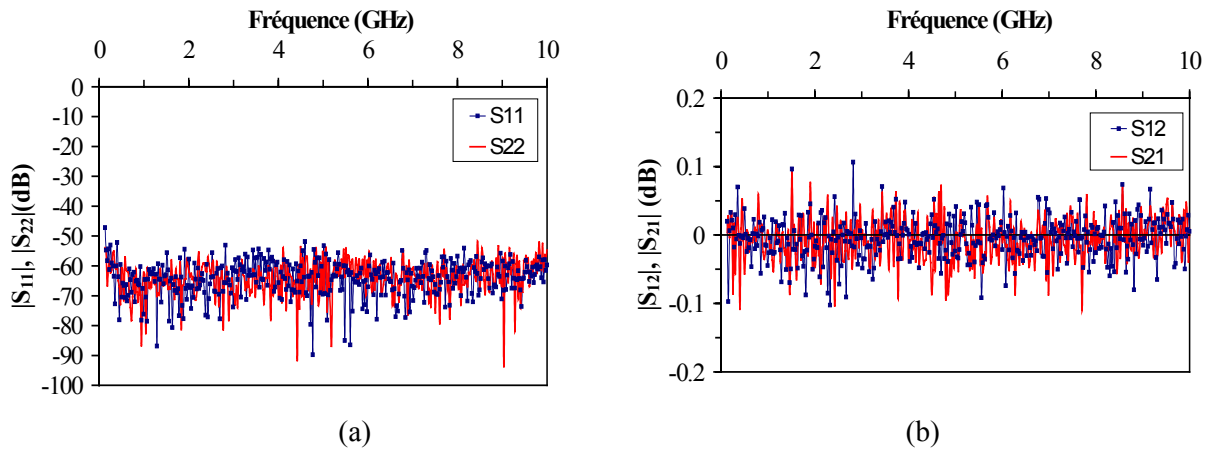 Fréquence (GHz)
0 2 4 6 8 10
|S11|, |S22|(dB)
0
-10
-20
-30
-40
-50
-60
-70
-80
-90
-100
S11
S22
(a)
Fréquence (GHz)
0 2 4 6 8 10
|S12|, |S21| (dB)
0.2
0.1
0
-0.1
-0.2
S12
S21
(b)